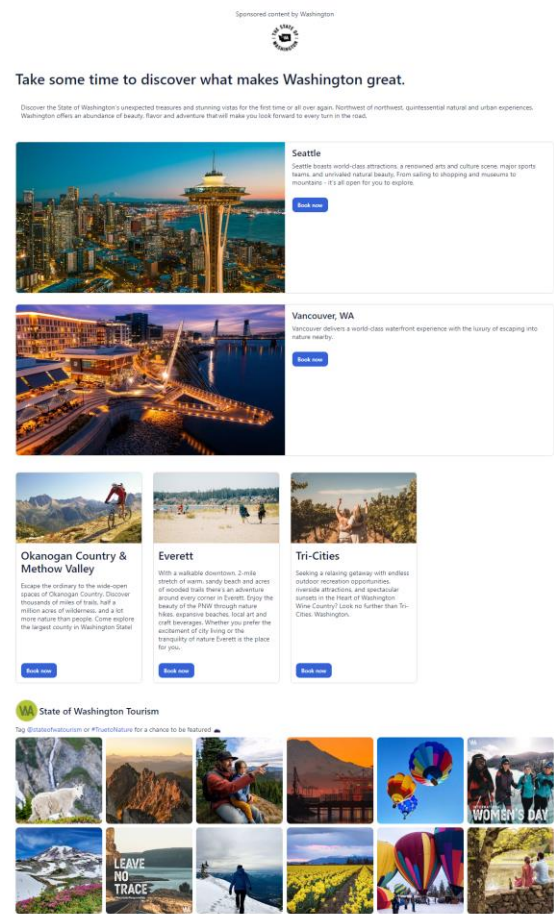 Sponsored content by Washington
THE STATE OF
WASHINGTON
Take some time to discover what makes Washington great.
Discover the State of Washington's unexpected treasures and stunning vistas for the first time or all over again. Northwest of northwest, quintessential natural and urban experiences.
Washington offers an abundance of beauty, flavor and adventure that will make you look forward to every turn in the road.
Seattle
Seattle boasts world-class attractions, a renowned arts and culture scene, major sports
teams, and unrivaled natural beauty. From sailing to shopping and museums to
mountains - it's all open for you to explore.
Book now
Vancouver, WA
Vancouver delivers a world-class waterfront experience with the luxury of escaping into
nature nearby.
Book now
Okanogan Country &
Methow Valley
Escape the ordinary to the wide-open
spaces of Okanogan Country. Discover
thousands of miles of trails, half a
million acres of wilderness, and a lot
more nature than people. Come explore
the largest county in Washington State!
Book now
Everett
With a walkable downtown, 2-mile
stretch of warm, sandy beach and acres
of wooded trails there's an adventure
around every corner in Everett. Enjoy the
beauty of the PNW through nature
hikes, expansive beaches, local art and
craft beverages. Whether you prefer the
excitement of city living or the
tranquility of nature Everett is the place
for you.
Book now
Tri-Cities
Seeking a relaxing getaway with endless
outdoor recreation opportunities,
riverside attractions, and spectacular
sunsets in the Heart of Washington
Wine Country? Look no further than Tri-
Cities, Washington.
Book now
WA State of Washington Tourism
Tag @stateofwatourism or #TruetoNature for a chance to be featured
INTERNATIONAL
WOMEN'S DAY
LEAVE
NO
TRACE